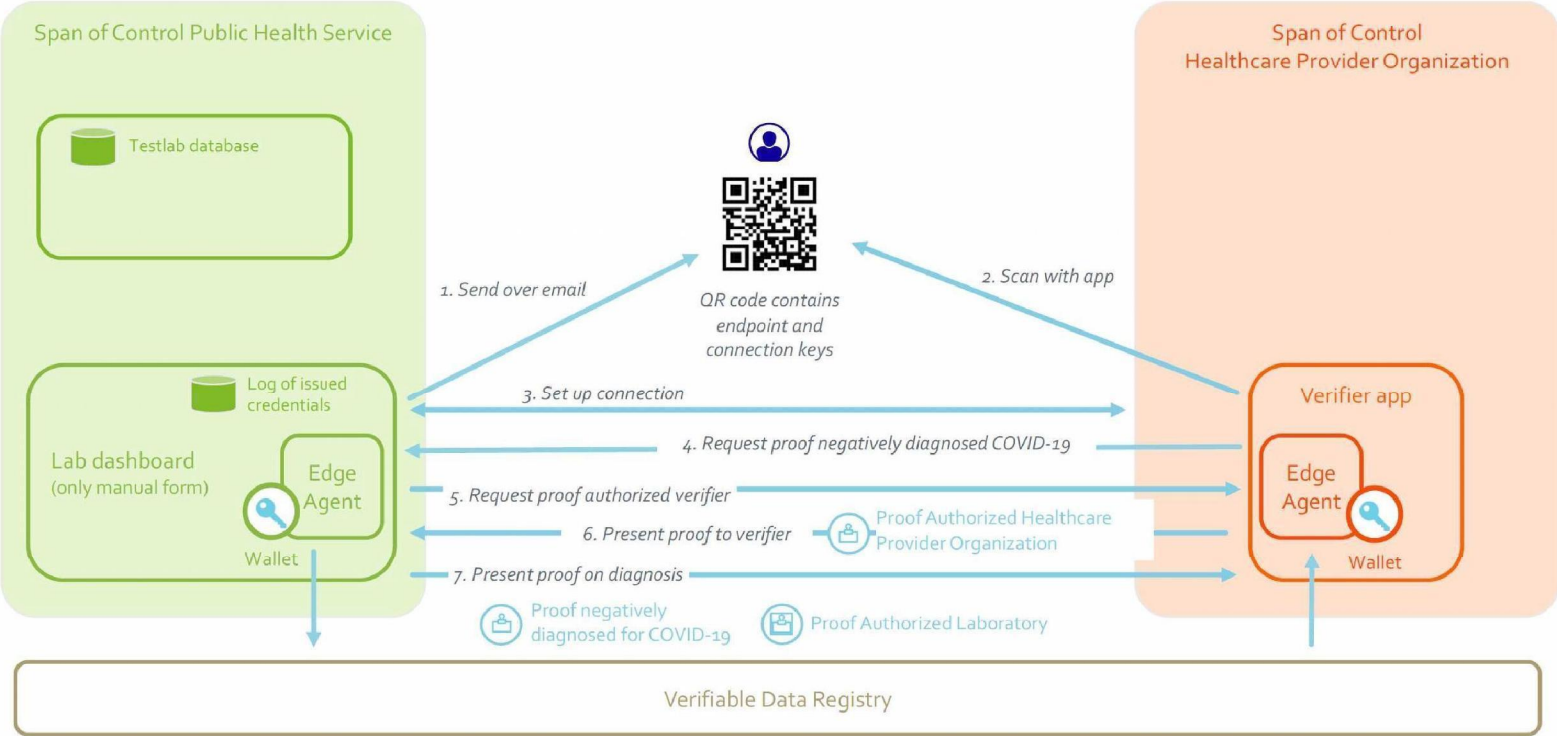 Span of Control Public Health Service
Span of Control
Healthcare Provider Organization
Testlab database
1. Send over email
2. Scan with app
QR code contains
endpoint and
connection keys
Log of issued
credentials
3. Set up connection
Verifier app
4. Request proof negatively diagnosed COVID-19
Lab dashboard
(only manual form)
Edge
Agent
Wallet
5. Request proof authorized verifier
Edge
Agent
Wallet
6. Present proof to verifier
Proof Authorized Healthcare
Provider Organization
7. Present proof on diagnosis
Proof negatively
diagnosed for COVID-19
Proof Authorized Laboratory
Verifiable Data Registry